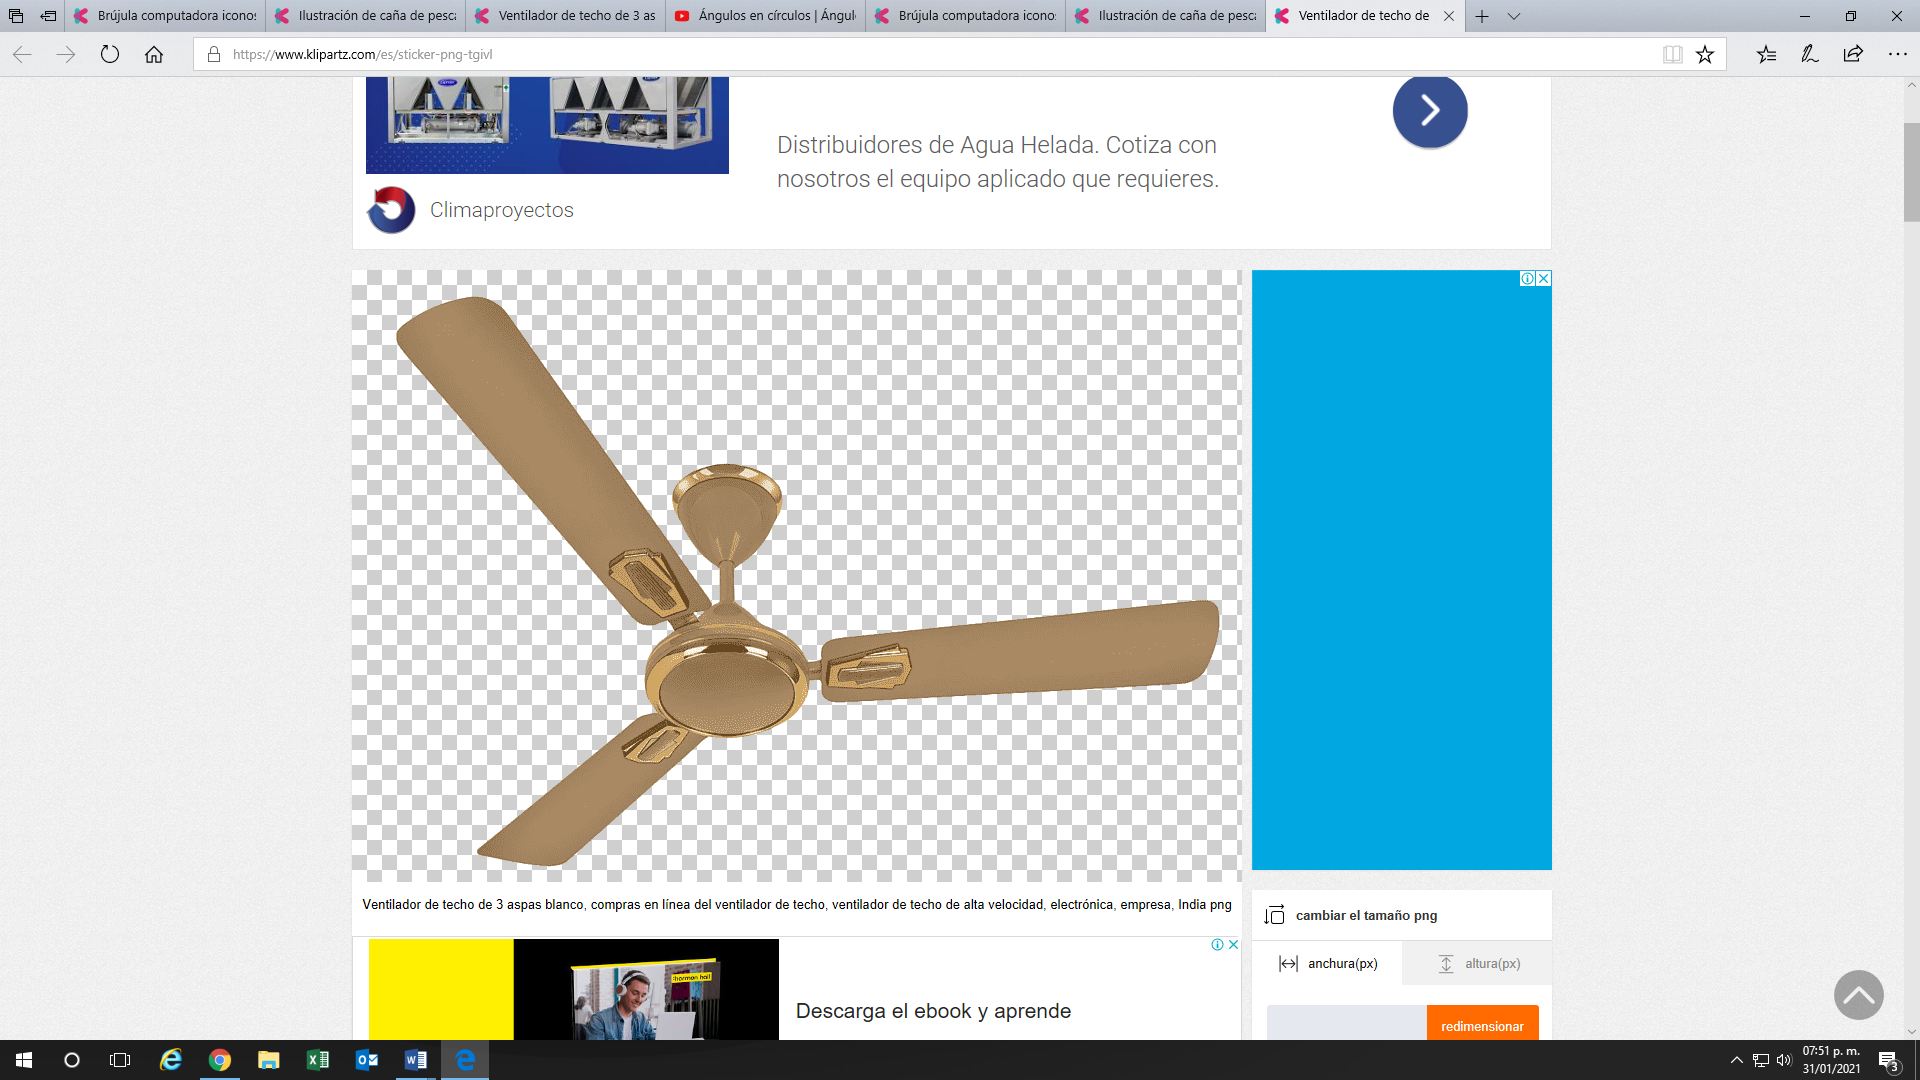 Brújula computadora icono
Ilustración de caña de pesca
Ventilador de techo de 3 as
Ángulos en círculos | Ángul
Brújula computadora icono
Ilustración de caña de pesca
Ventilador de techo de
https://www.klipartz.com/es/sticker-png-tgivl
Distribuidores de Agua Helada. Cotiza con
nosotros el equipo aplicado que requieres.
Climaproyectos
Ventilador de techo de 3 aspas blanco, compras en línea del ventilador de techo, ventilador de techo de alta velocidad, electrónica, empresa, India png
cambiar el tamaño png
anchura(px)
altura(px)
redimensionar
Descarga el ebook y aprende
07:51 p. m.
31/01/2021
3